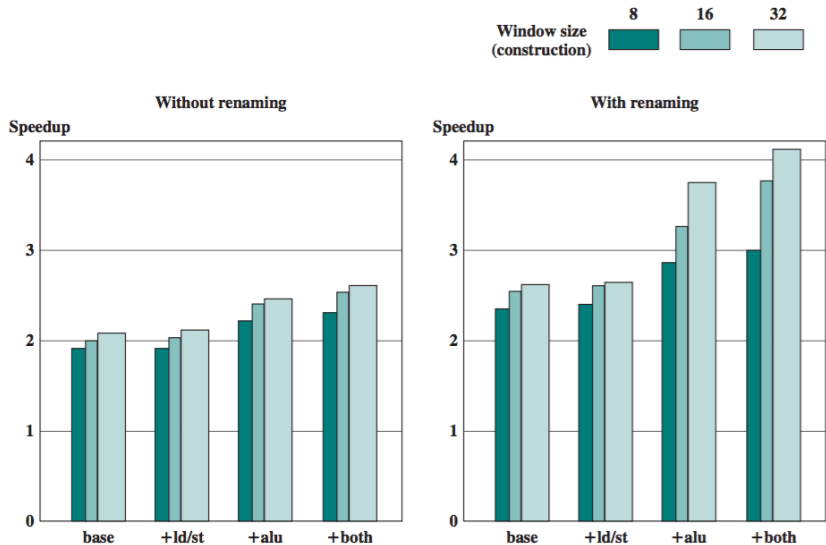 8 16 32
Window size
(construction)
Without renaming
Speedup
4
3
2
1
0
base +ld/st +alu +both
With renaming
Speedup
4
3
2
1
0
base +ld/st +alu +both